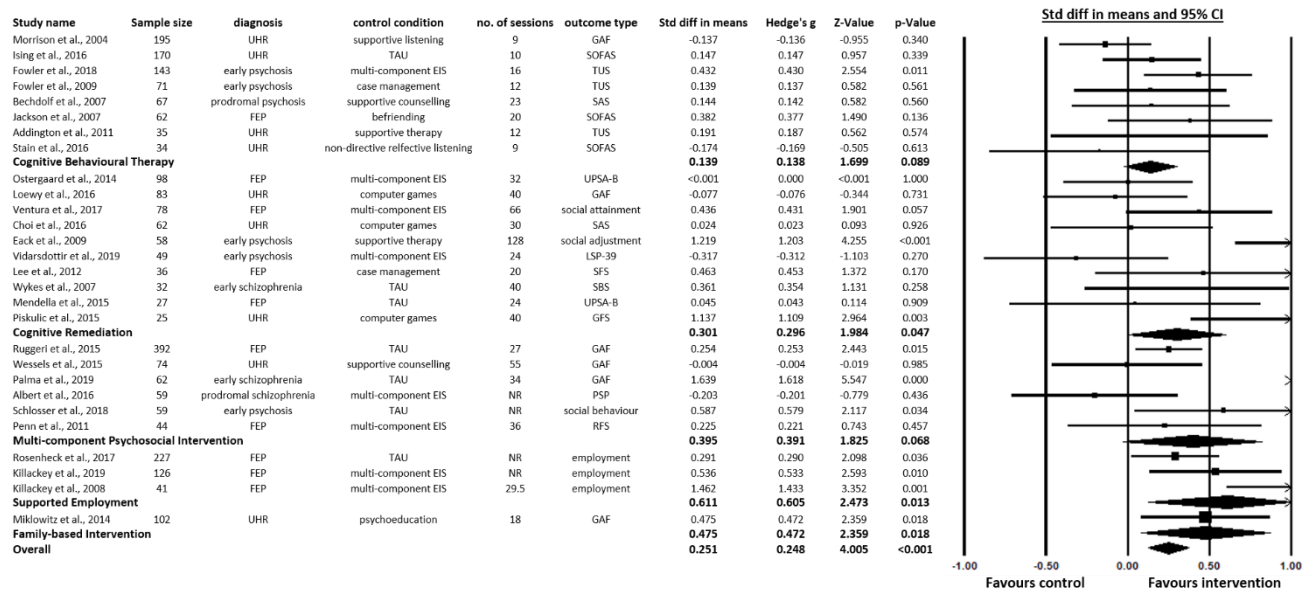 Std diff in means and 95% CI
Study name Sample size diagnosis control condition no. of sessions outcome type Std diff in means Hedge's g Z-Value p-Value
Morrison et al., 2004 195 UHR supportive listening 9 GAF -0.137 -0.136 -0.955 0.340
Ising et al., 2016 170 UHR TAU 10 SOFAS 0.147 0.147 0.957 0.339
Fowler et al., 2018 143 early psychosis multi-component EIS 16 TUS 0.432 0.430 2.554 0.011
Fowler et al., 2009 71 early psychosis case management 12 TUS 0.139 0.137 0.582 0.561
Bechdolf et al., 2007 67 prodromal psychosis supportive counselling 23 SAS 0.144 0.142 0.582 0.560
Jackson et al., 2007 62 FEP befriending 20 SOFAS 0.382 0.377 1.490 0.136
Addington et al., 2011 35 UHR supportive therapy 12 TUS 0.191 0.187 0.562 0.574
Stain et al., 2016 34 UHR non-directive relfective listening 9 SOFAS -0.174 -0.169 -0.505 0.613
Cognitive Behavioural Therapy 0.139 0.138 1.699 0.089
Ostergaard et al., 2014 98 FEP multi-component EIS 32 UPSA-B <0.001 0.000 <0.001 1.000
Loewy et al., 2016 83 UHR computer games 40 GAF -0.077 -0.076 -0.344 0.731
Ventura et al., 2017 78 FEP multi-component EIS 66 social attainment 0.436 0.431 1.901 0.057
Choi et al., 2016 62 UHR computer games 30 SAS 0.024 0.023 0.093 0.926
Eack et al., 2009 58 early psychosis supportive therapy 128 social adjustment 1.219 1.203 4.255 <0.001
Vidarsdottir et al., 2019 49 early psychosis multi-component EIS 24 LSP-39 -0.317 -0.312 -1.103 0.270
Lee et al., 2012 36 FEP case management 20 SFS 0.463 0.453 1.372 0.170
Wykes et al., 2007 32 early schizophrenia TAU 40 SBS 0.361 0.354 1.131 0.258
Mendella et al., 2015 27 FEP TAU 24 UPSA-B 0.045 0.043 0.114 0.909
Piskulic et al., 2015 25 UHR computer games 40 GFS 1.137 1.109 2.964 0.003
Cognitive Remediation 0.301 0.296 1.984 0.047
Ruggeri et al., 2015 392 FEP TAU 27 GAF 0.254 0.253 2.443 0.015
Wessels et al., 2015 74 UHR supportive counselling 55 GAF -0.004 -0.004 -0.019 0.985
Palma et al., 2019 62 early schizophrenia TAU 34 GAF 1.639 1.618 5.547 0.000
Albert et al., 2016 59 prodromal schizophrenia multi-component EIS NR PSP -0.203 -0.201 -0.779 0.436
Schlosser et al., 2018 59 early psychosis TAU NR social behaviour 0.587 0.579 2.117 0.034
Penn et al., 2011 44 FEP multi-component EIS 36 RFS 0.225 0.221 0.743 0.457
Multi-component Psychosocial Intervention 0.395 0.391 1.825 0.068
Rosenheck et al., 2017 227 FEP TAU NR employment 0.291 0.290 2.098 0.036
Killackey et al., 2019 126 FEP multi-component EIS NR employment 0.536 0.533 2.593 0.010
Killackey et al., 2008 41 FEP multi-component EIS 29.5 employment 1.462 1.433 3.352 0.001
Supported Employment 0.611 0.605 2.473 0.013
Miklowitz et al., 2014 102 UHR psychoeducation 18 GAF 0.475 0.472 2.359 0.018
Family-based Intervention 0.475 0.472 2.359 0.018
Overall 0.251 0.248 4.005 <0.001
-1.00 -0.50 0.00 0.50 1.00
Favours control Favours intervention